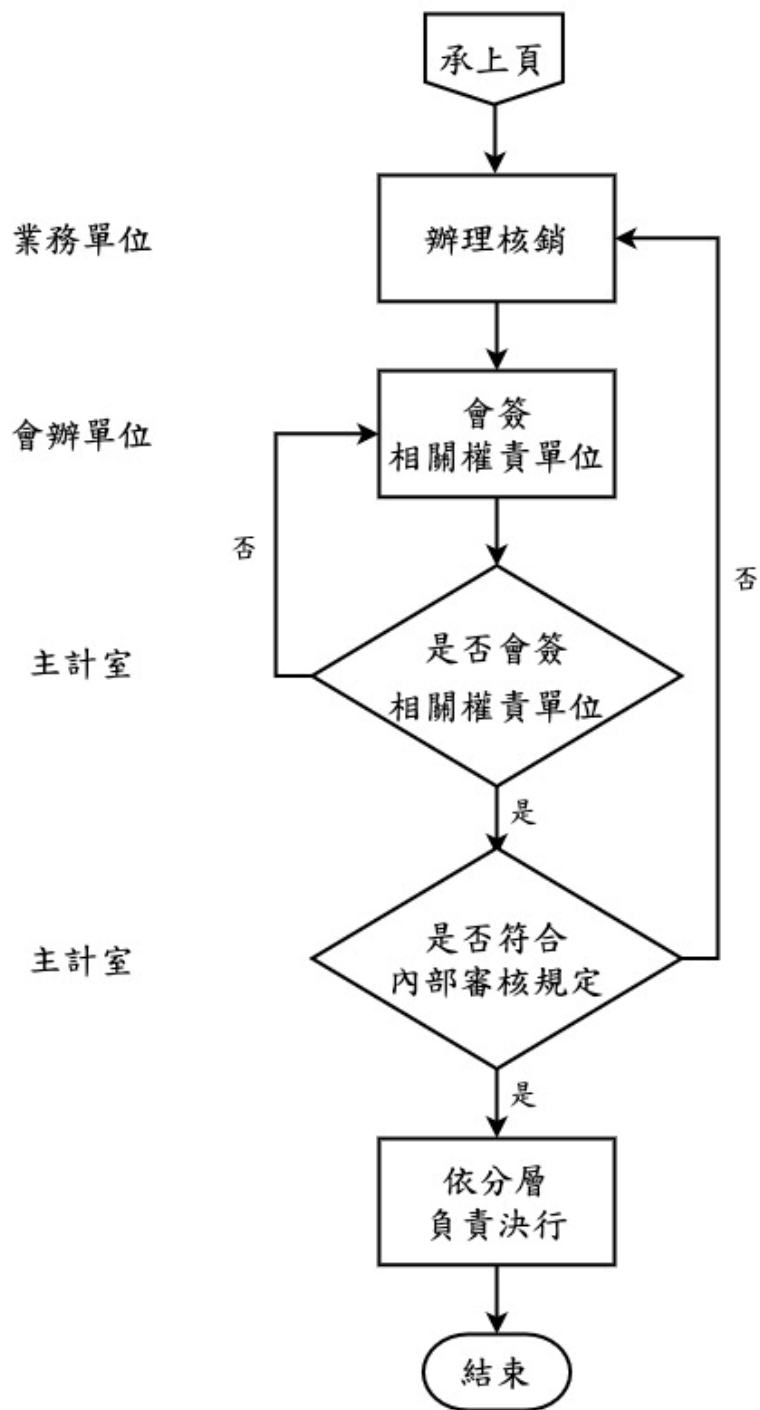 承上頁
業務單位
辦理核銷
會辦單位
會簽
相關權責單位
否
否
主計室
是否會簽
相關權責單位
是
主計室
是否符合
內部審核規定
是
依分層
負責決行
結束